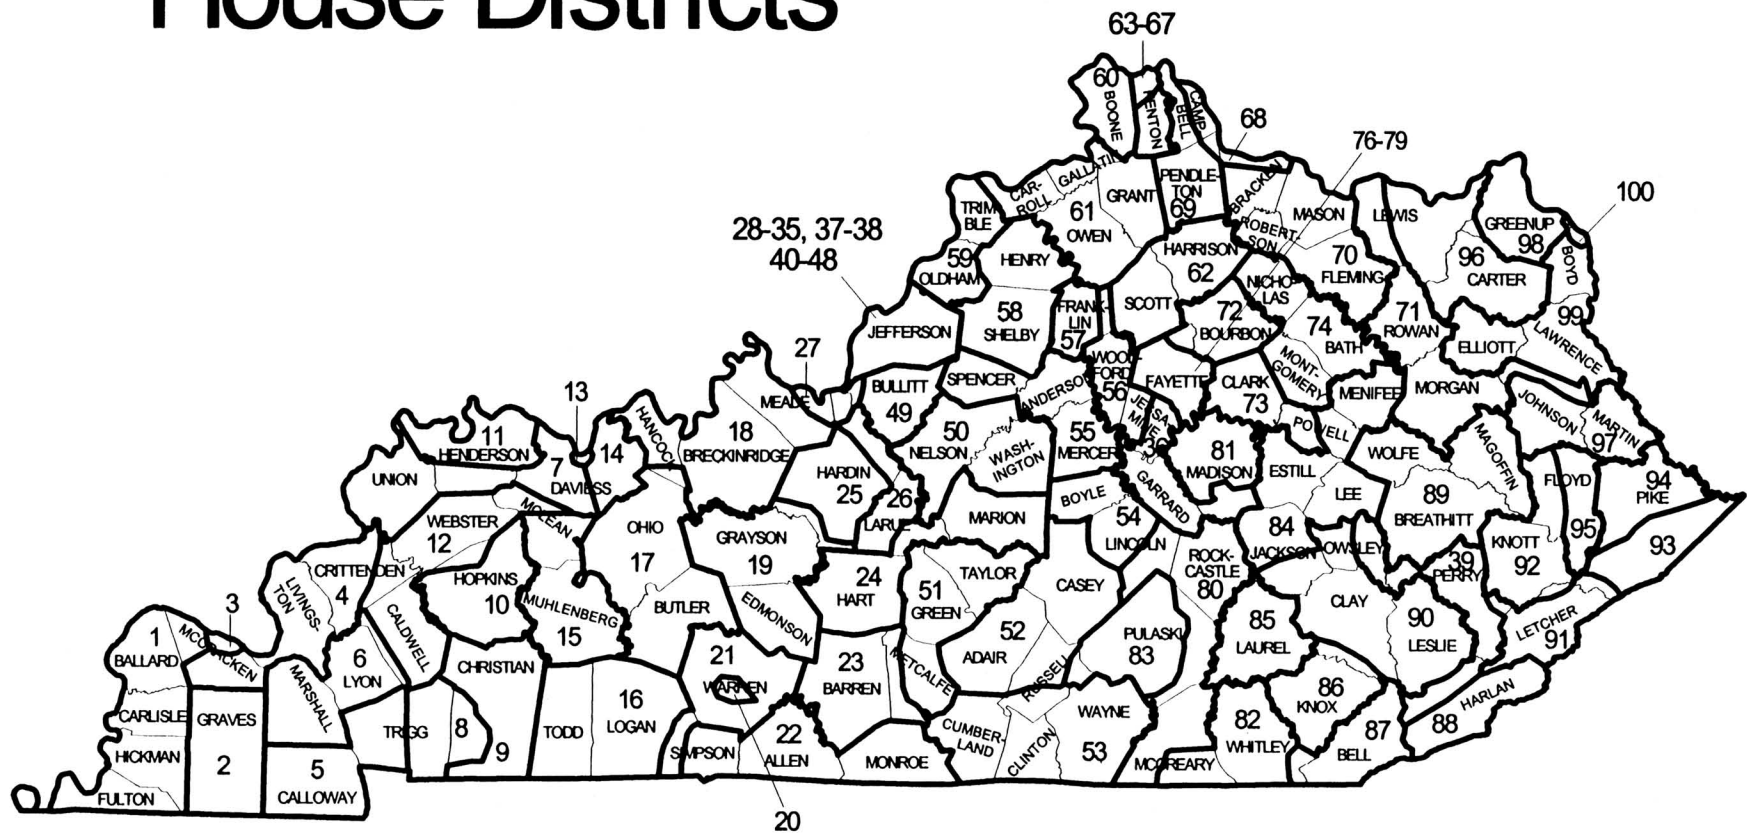 House Districts
63-67
60
BOONE
KENTON
CAMP-
BELL
68
76-79
100
28-35, 37-38
40-48
TRIM-
BLE
CAR-
ROLL
GALLATIN
GRANT
PENDLE-
TON
69
BRACKEN
ROBERT-
SON
MASON
LEWIS
GREENUP
98
BOYD
61
OWEN
HARRISON
62
70
FLEMING
96
CARTER
59
OLDHAM
HENRY
NICHO-
LAS
JEFFERSON
58
SHELBY
FRANK-
LIN
57
SCOTT
72
BOURBON
74
BATH
71
ROWAN
99
LAWRENCE
ELLIOTT
27
MEADE
BULLITT
49
SPENCER
ANDERSON
WOOD-
FORD
56
FAYETTE
JESSA-
MINE
36
CLARK
73
MONT-
GOMERY
MENIFEE
MORGAN
JOHNSON
MARTIN
97
13
11
HENDERSON
7
DAVIESS
14
HANCOCK
18
BRECKINRIDGE
HARDIN
25
26
LARUE
50
NELSON
WASH-
INGTON
55
MERCER
81
MADISON
POWELL
ESTILL
WOLFE
MAGOFFIN
FLOYD
94
PIKE
UNION
MCLEAN
WEBSTER
12
OHIO
17
GRAYSON
19
MARION
BOYLE
54
LINCOLN
GARRARD
LEE
89
BREATHITT
84
JACKSON
OWSLEY
39
PERRY
KNOTT
92
95
93
CRITTENDEN
4
LIVINGS-
TON
HOPKINS
10
MUHLENBERG
15
BUTLER
EDMONSON
24
HART
51
GREEN
TAYLOR
CASEY
ROCK-
CASTLE
80
CLAY
90
LESLIE
LETCHER
91
3
1
BALLARD
MCCRACKEN
CALDWELL
6
LYON
CHRISTIAN
21
WARREN
23
BARREN
METCALFE
52
ADAIR
RUSSELL
PULASKI
83
85
LAUREL
86
KNOX
HARLAN
88
CARLISLE
GRAVES
MARSHALL
TRIGG
8
9
TODD
16
LOGAN
SIMPSON
22
ALLEN
MONROE
CUMBER-
LAND
CLINTON
WAYNE
53
MCCREARY
82
WHITLEY
87
BELL
HICKMAN
2
5
CALLOWAY
FULTON
20